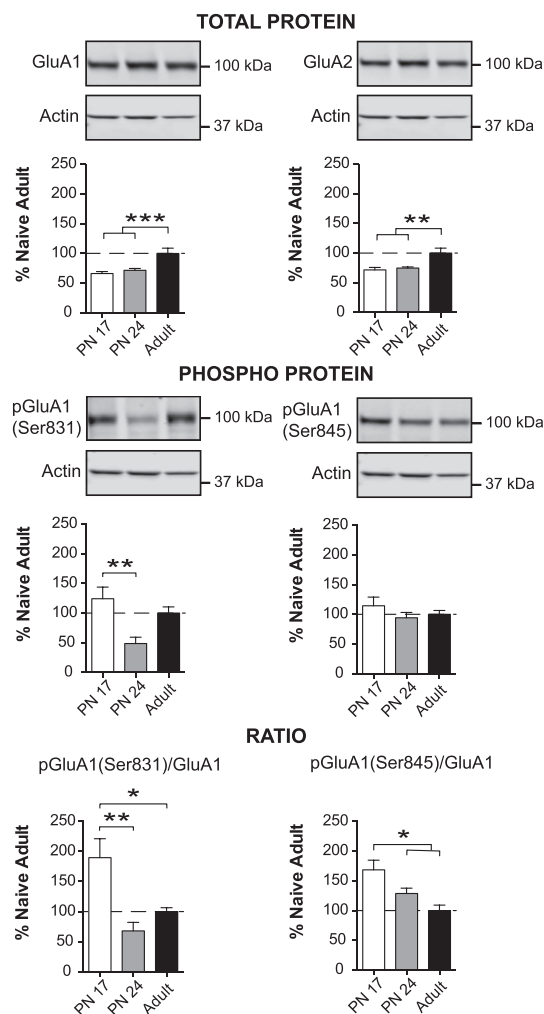 TOTAL PROTEIN
GluA1
100 kDa
Actin
37 kDa
GluA2
100 kDa
Actin
37 kDa
% Naive Adult
250
200
150
100
50
0
***
PN 17
PN 24
Adult
% Naive Adult
250
200
150
100
50
0
**
PN 17
PN 24
Adult
PHOSPHO PROTEIN
pGluA1
(Ser831)
100 kDa
Actin
37 kDa
pGluA1
(Ser845)
100 kDa
Actin
37 kDa
% Naive Adult
250
200
150
100
50
0
**
PN 17
PN 24
Adult
% Naive Adult
250
200
150
100
50
0
PN 17
PN 24
Adult
RATIO
pGluA1(Ser831)/GluA1
% Naive Adult
250
200
150
100
50
0
*
**
PN 17
PN 24
Adult
pGluA1(Ser845)/GluA1
% Naive Adult
250
200
150
100
50
0
*
PN 17
PN 24
Adult